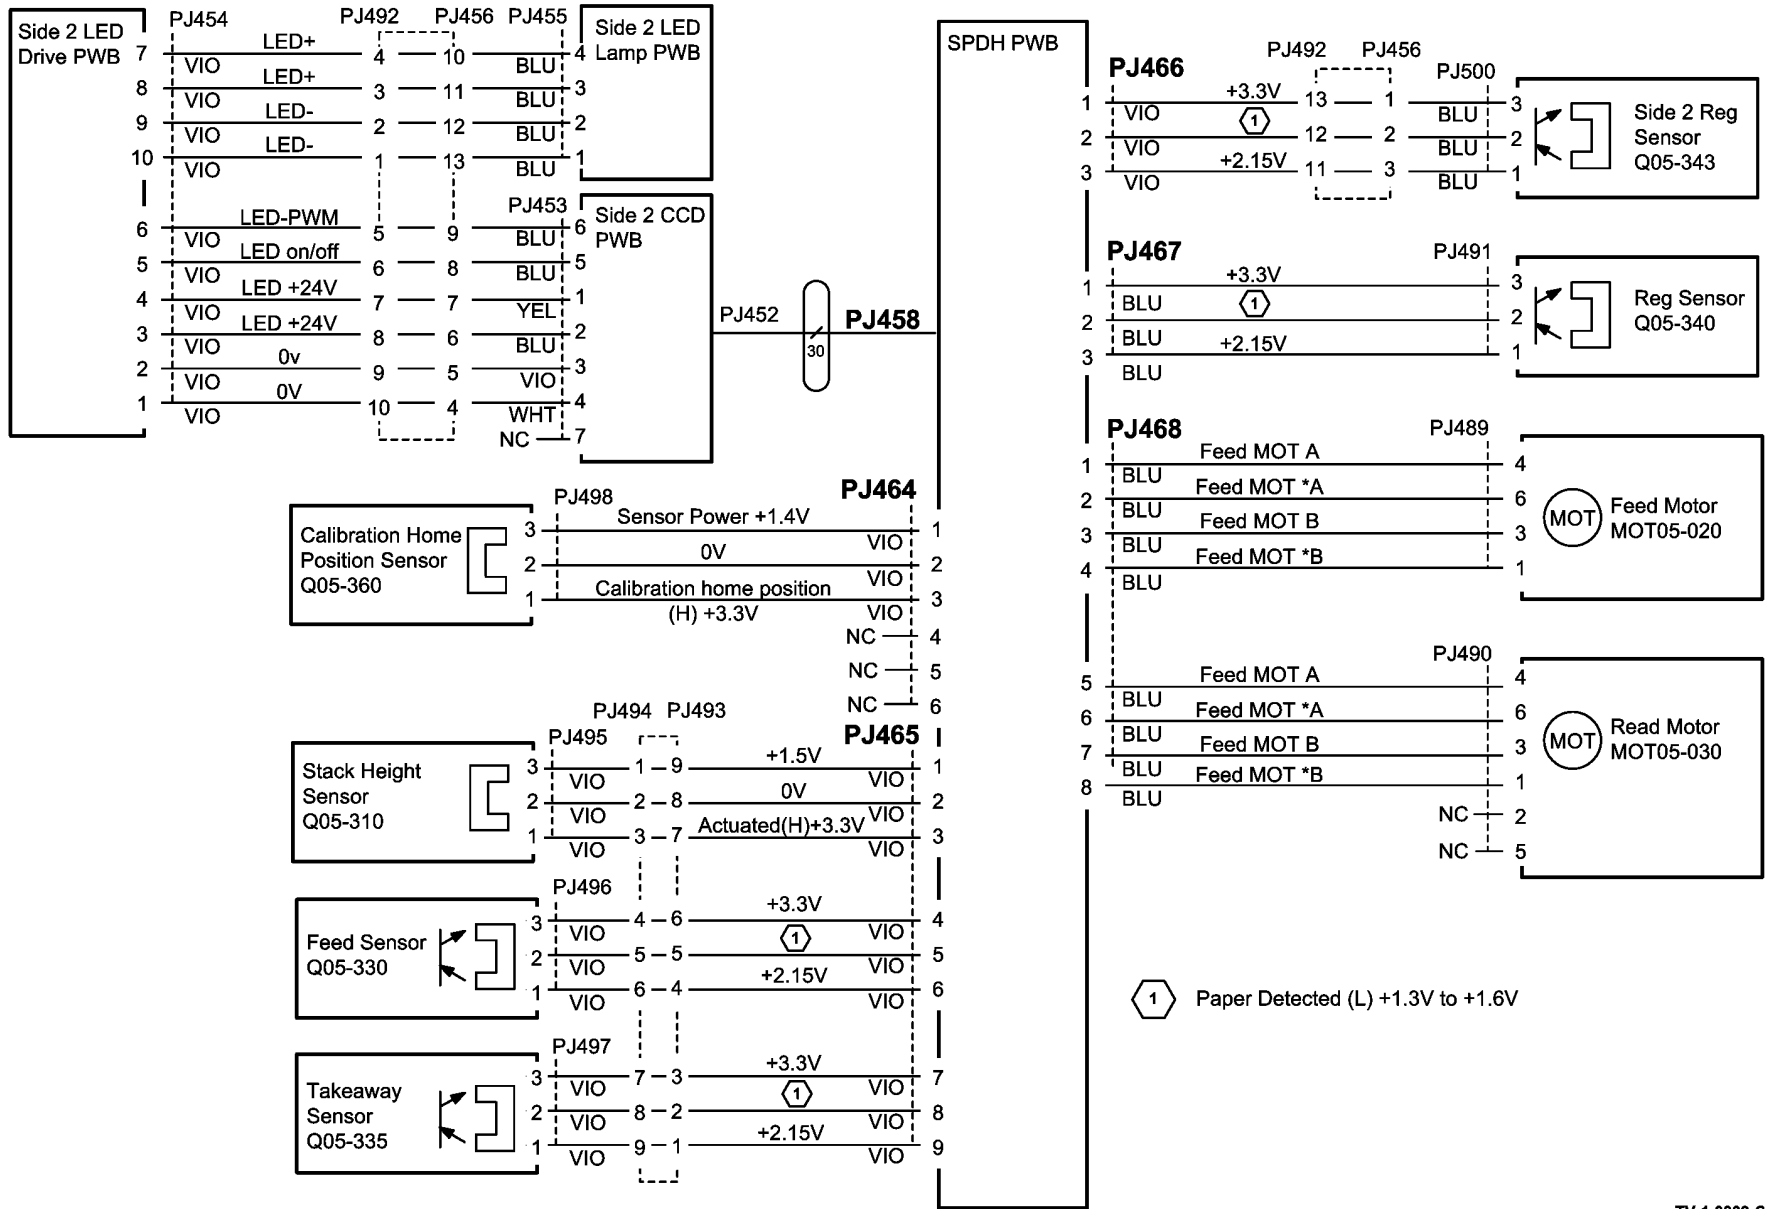 Side 2 LED
Drive PWB
PJ454
PJ492
PJ456
PJ455
Side 2 LED
Lamp PWB
7 VIO LED+ 4 10 BLU 4
8 VIO LED+ 3 11 BLU 3
9 VIO LED- 2 12 BLU 2
10 VIO LED- 1 13 BLU 1
PJ453
Side 2 CCD
PWB
6 VIO LED-PWM 5 9 BLU 6
5 VIO LED on/off 6 8 BLU 5
4 VIO LED +24V 7 7 YEL 1
3 VIO LED +24V 8 6 BLU 2
2 VIO 0v 9 5 VIO 3
1 VIO 0V 10 4 WHT 4
NC 7
PJ452
30
PJ458
SPDH PWB
Calibration Home
Position Sensor
Q05-360
PJ498
PJ464
3 Sensor Power +1.4V VIO 1
2 0V VIO 2
1 Calibration home position
(H) +3.3V VIO 3
NC 4
NC 5
NC 6
PJ494 PJ493
PJ495
PJ465
Stack Height
Sensor
Q05-310
3 VIO 1 9 +1.5V VIO 1
2 VIO 2 8 0V VIO 2
1 VIO 3 7 Actuated(H)+3.3V VIO 3
PJ496
Feed Sensor
Q05-330
3 VIO 4 6 +3.3V VIO 4
2 VIO 5 5 1 VIO 5
1 VIO 6 4 +2.15V VIO 6
PJ497
Takeaway
Sensor
Q05-335
3 VIO 7 3 +3.3V VIO 7
2 VIO 8 2 1 VIO 8
1 VIO 9 1 +2.15V VIO 9
PJ466
PJ492
PJ456
PJ500
1 VIO +3.3V 13 1 BLU 3
2 VIO 1 12 2 BLU 2
3 VIO +2.15V 11 3 BLU 1
Side 2 Reg
Sensor
Q05-343
PJ467
PJ491
1 BLU +3.3V 3
2 BLU 1 2
3 BLU +2.15V 1
Reg Sensor
Q05-340
PJ468
PJ489
1 BLU Feed MOT A 4
2 BLU Feed MOT *A 6
3 BLU Feed MOT B 3
4 BLU Feed MOT *B 1
MOT
Feed Motor
MOT05-020
PJ490
5 BLU Feed MOT A 4
6 BLU Feed MOT *A 6
7 BLU Feed MOT B 3
8 BLU Feed MOT *B 1
NC 2
NC 5
MOT
Read Motor
MOT05-030
1 Paper Detected (L) +1.3V to +1.6V